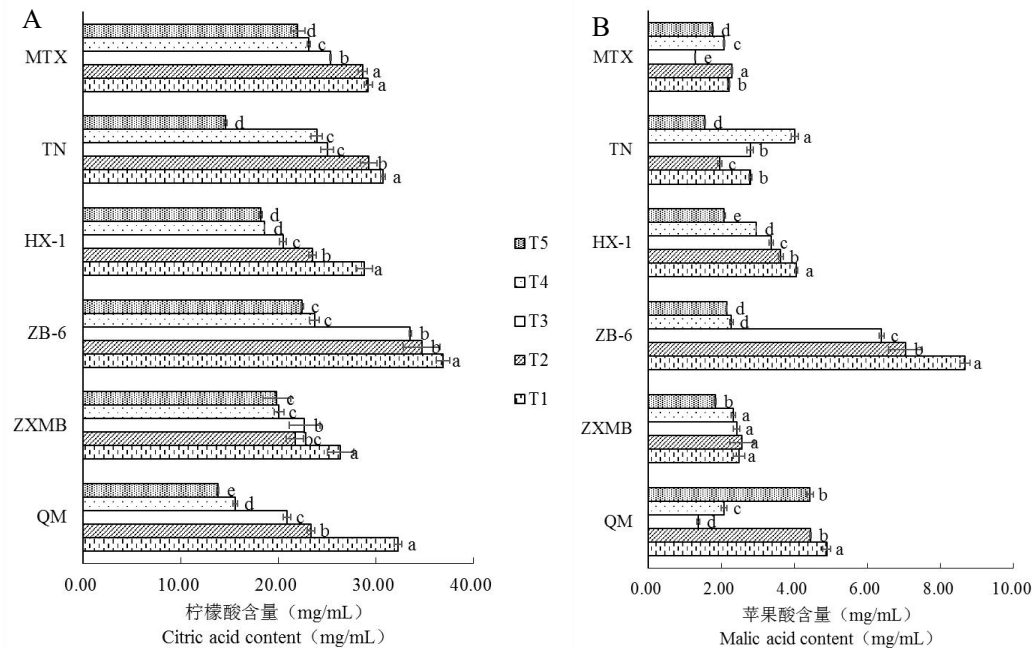 A
MTX
d
c
b
a
a
TN
d
c
c
b
a
HX-1
d
d
c
b
a
ZB-6
c
c
b
b
a
ZXMB
c
c
b
bc
a
QM
e
d
c
b
a
0.00 10.00 20.00 30.00 40.00
柠檬酸含量（mg/mL）
Citric acid content（mg/mL）
T5
T4
T3
T2
T1
B
MTX
d
c
e
a
b
TN
d
a
b
c
b
HX-1
e
d
c
b
a
ZB-6
d
d
c
b
a
ZXMB
b
a
a
a
a
QM
b
c
d
b
a
0.00 2.00 4.00 6.00 8.00 10.00
苹果酸含量（mg/mL）
Malic acid content（mg/mL）